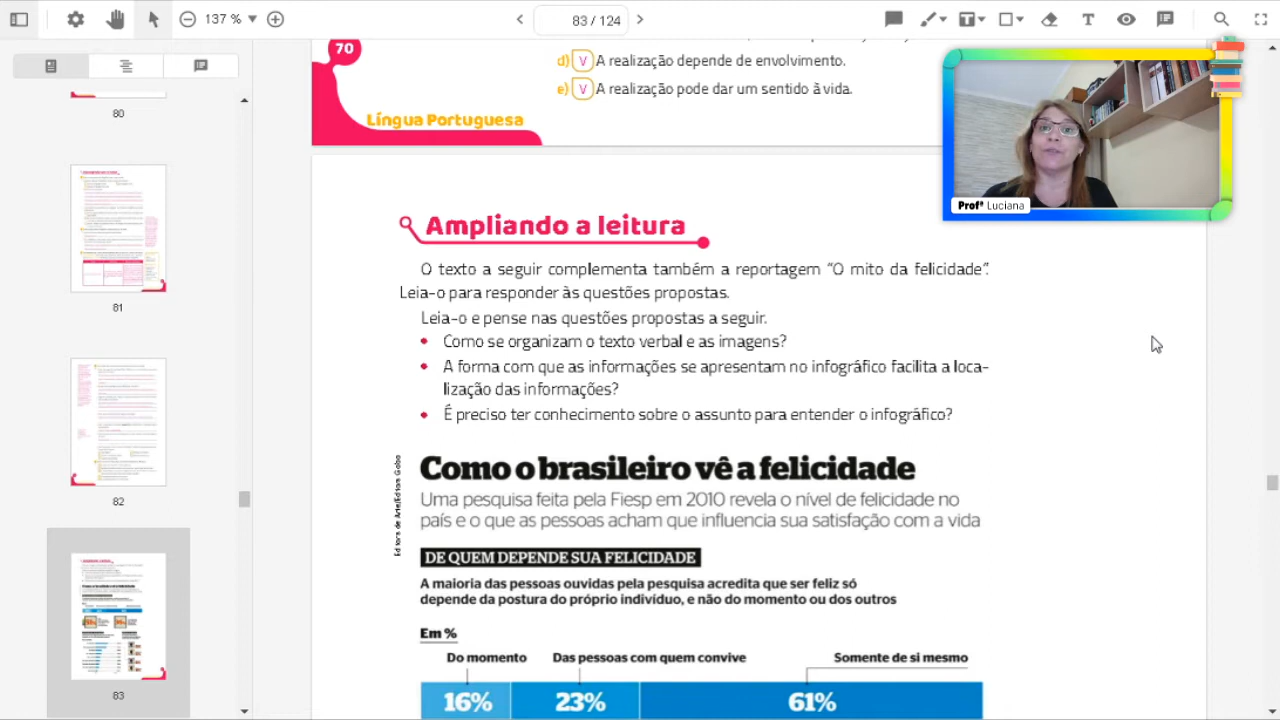 137 %
83 / 124
80
81
82
83
70
d) V A realização depende de envolvimento.
e) V A realização pode dar um sentido à vida.
Língua Portuguesa
Profª Luciana
Ampliando a leitura
O texto a seguir complementa também a reportagem “O mito da felicidade”.
Leia-o para responder às questões propostas.
Leia-o e pense nas questões propostas a seguir.
• Como se organizam o texto verbal e as imagens?
• A forma com que as informações se apresentam no infográfico facilita a loca-
lização das informações?
• É preciso ter conhecimento sobre o assunto para entender o infográfico?
Editora de Arte/Editora Globo
Como o brasileiro vê a felicidade
Uma pesquisa feita pela Fiesp em 2010 revela o nível de felicidade no
país e o que as pessoas acham que influencia sua satisfação com a vida
DE QUEM DEPENDE SUA FELICIDADE
A maioria das pessoas ouvidas pela pesquisa acredita que ser feliz só
depende da postura do próprio indivíduo, e não do momento ou dos outros
Em %
Do momento Das pessoas com quem convive Somente de si mesmo
16% 23% 61%